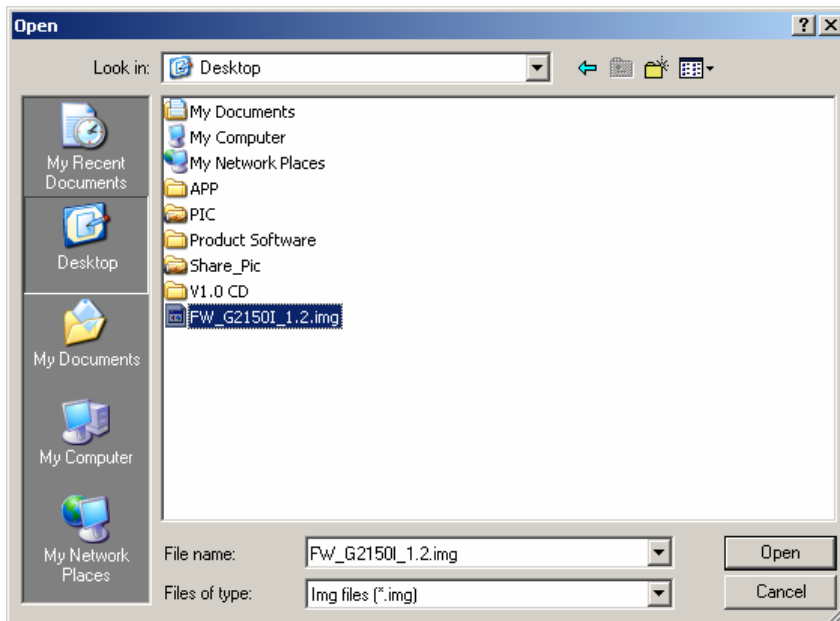 Open
Look in:
Desktop
My Recent
Documents
Desktop
My Documents
My Computer
My Network
Places
My Documents
My Computer
My Network Places
APP
PIC
Product Software
Share_Pic
V1.0 CD
FW_G2150I_1.2.img
File name:
FW_G2150I_1.2.img
Open
Files of type:
Img files (*.img)
Cancel